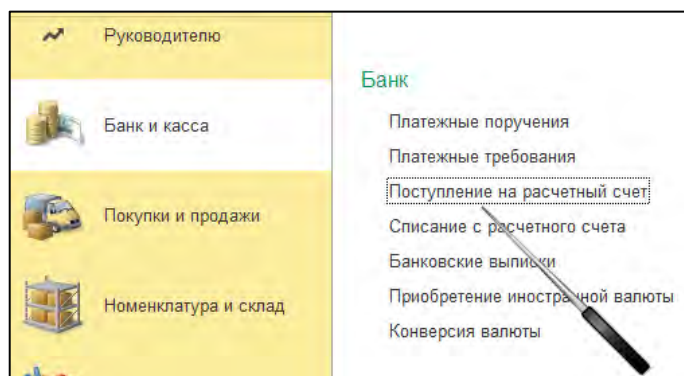 Руководителю
Банк и касса
Покупки и продажи
Номенклатура и склад
Банк
Платежные поручения
Платежные требования
Поступление на расчетный счет
Списание с расчетного счета
Банковские выписки
Приобретение иностранной валюты
Конверсия валюты